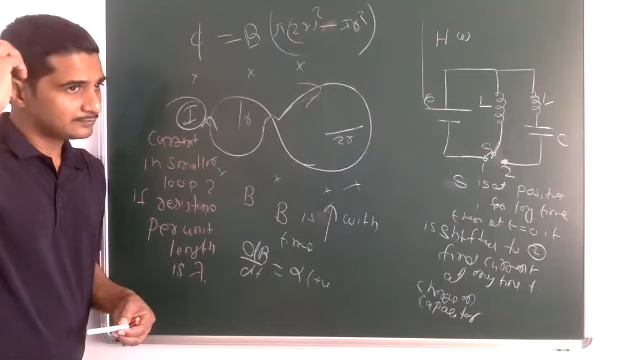 ϕ = B (π(2r)² − πr²)
I
r
2r
Current
in smaller
loop ?
if resistance
per unit
length
is λ
B
B is ↑ with
time
dB/dt = α (+ve
H ω
e
L
L
C
S
1
2
S is at position
1 for long time
then at t=0 it
is shifted to ②
find current
at any time t
charge on
capacitor